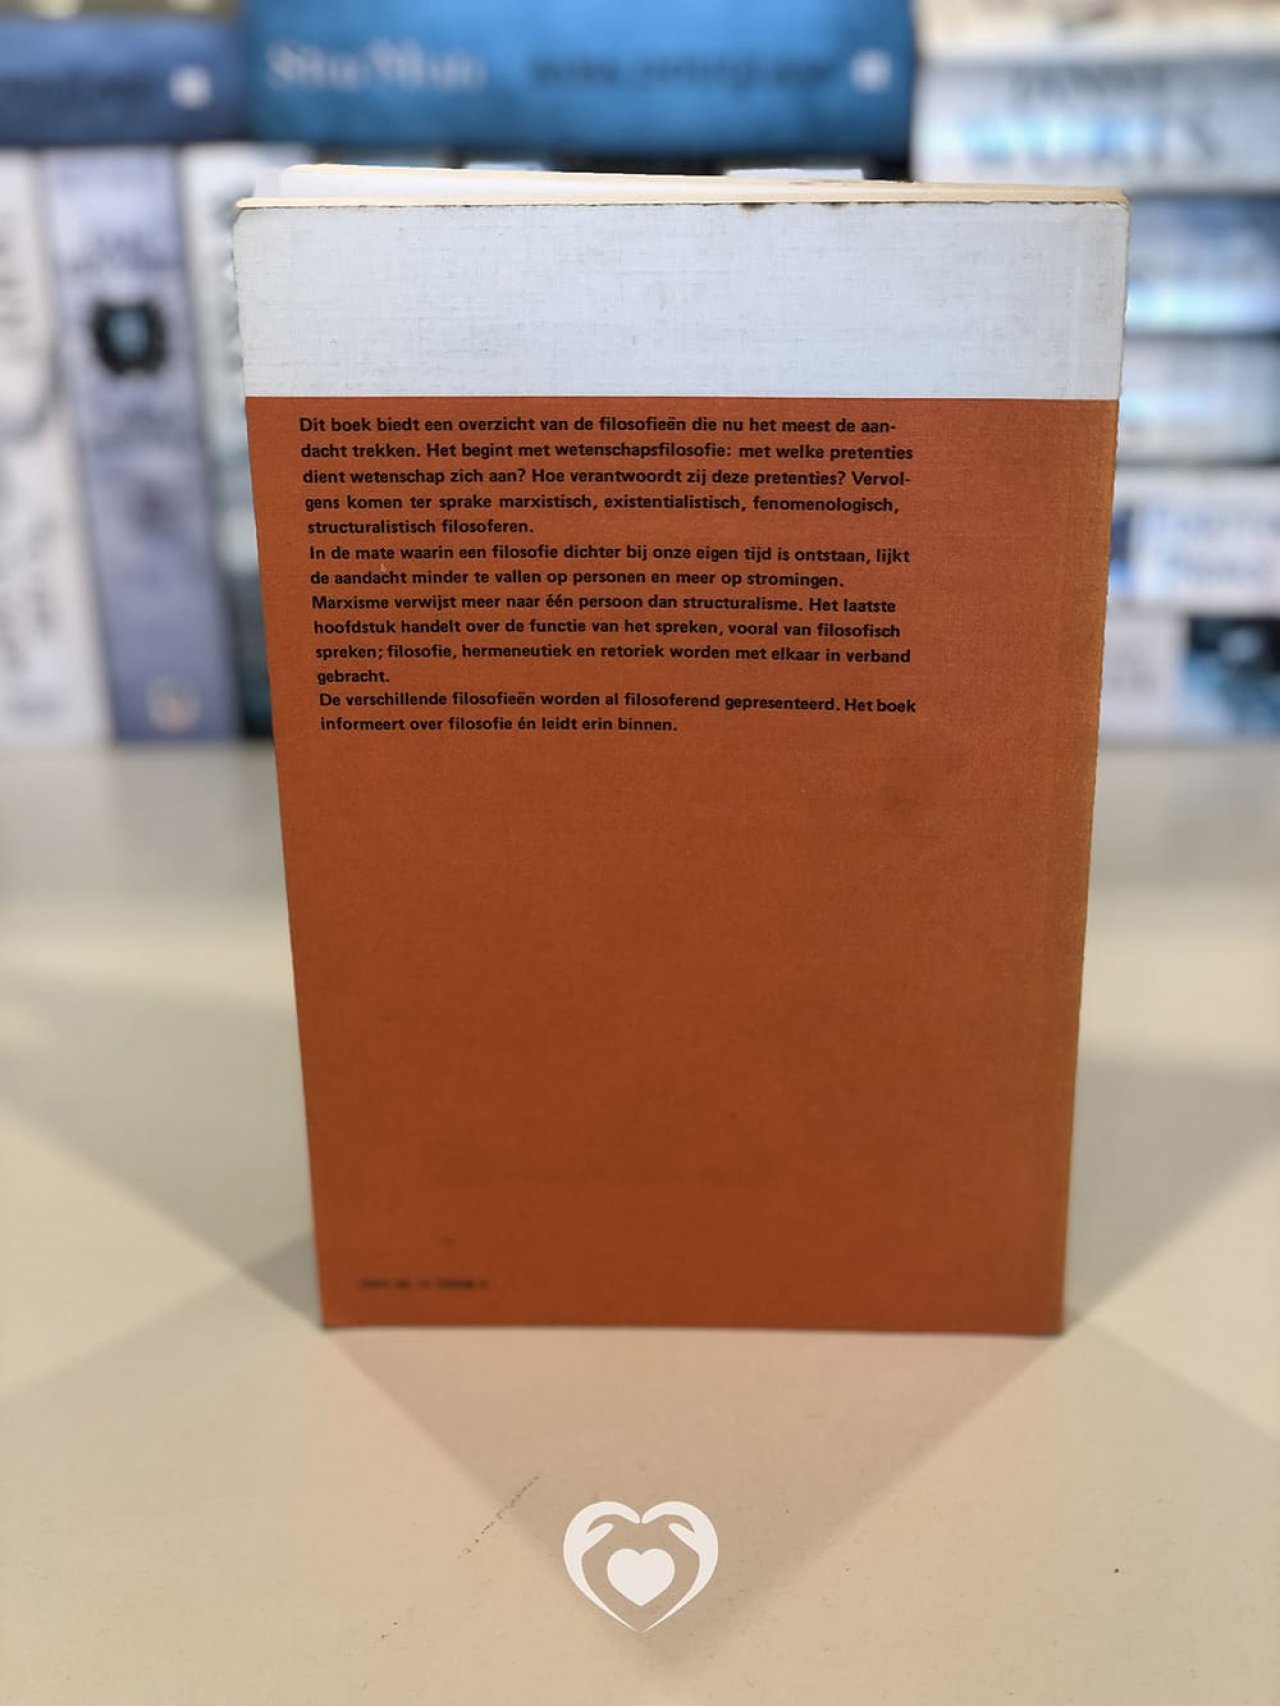 Dit boek biedt een overzicht van de filosofieën die nu het meest de aan-
dacht trekken. Het begint met wetenschapsfilosofie: met welke pretenties
dient wetenschap zich aan? Hoe verantwoordt zij deze pretenties? Vervol-
gens komen ter sprake marxistisch, existentialistisch, fenomenologisch,
structuralistisch filosoferen.
In de mate waarin een filosofie dichter bij onze eigen tijd is ontstaan, lijkt
de aandacht minder te vallen op personen en meer op stromingen.
Marxisme verwijst meer naar één persoon dan structuralisme. Het laatste
hoofdstuk handelt over de functie van het spreken, vooral van filosofisch
spreken; filosofie, hermeneutiek en retoriek worden met elkaar in verband
gebracht.
De verschillende filosofieën worden al filosoferend gepresenteerd. Het boek
informeert over filosofie én leidt erin binnen.